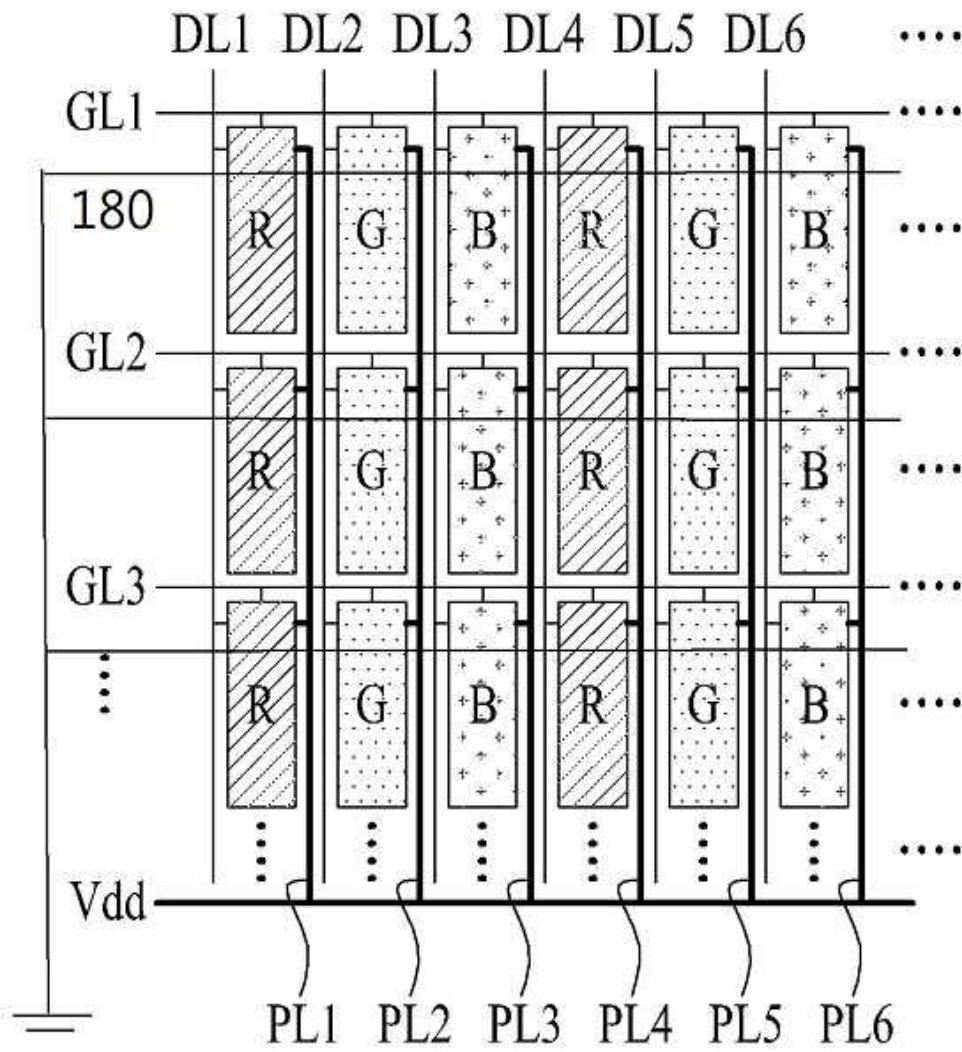 DL1 DL2 DL3 DL4 DL5 DL6 ....
GL1 ....
180
R G B R G B ....
GL2 ....
R G B R G B ....
GL3 ....
R G B R G B ....
Vdd
PL1 PL2 PL3 PL4 PL5 PL6